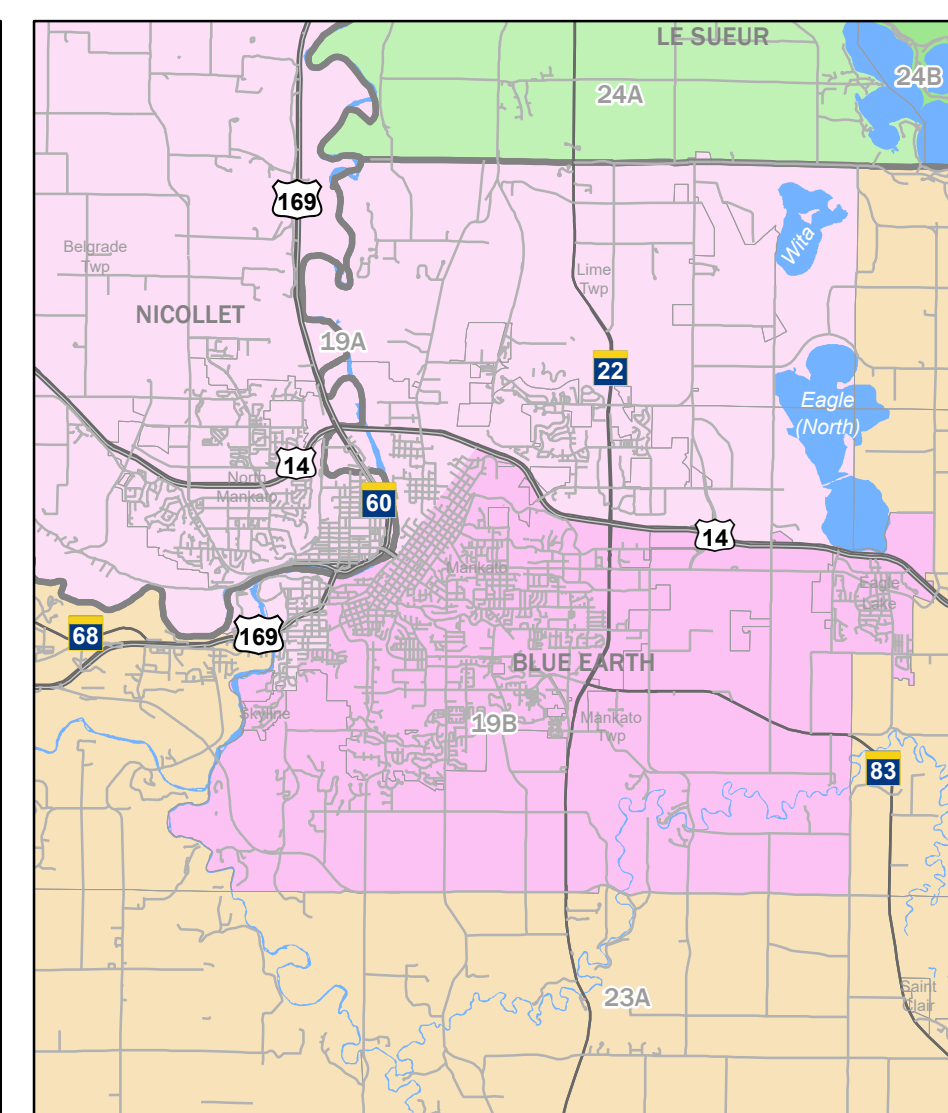 LE SUEUR
24B
24A
169
Belgrade
Twp
Wita
Lime
Twp
NICOLLET
19A
22
Eagle
(North)
14
North
Mankato
60
14
Mankato
Eagle
Lake
68
169
BLUE EARTH
Skyline
19B
Mankato
Twp
83
23A
Saint
Clair